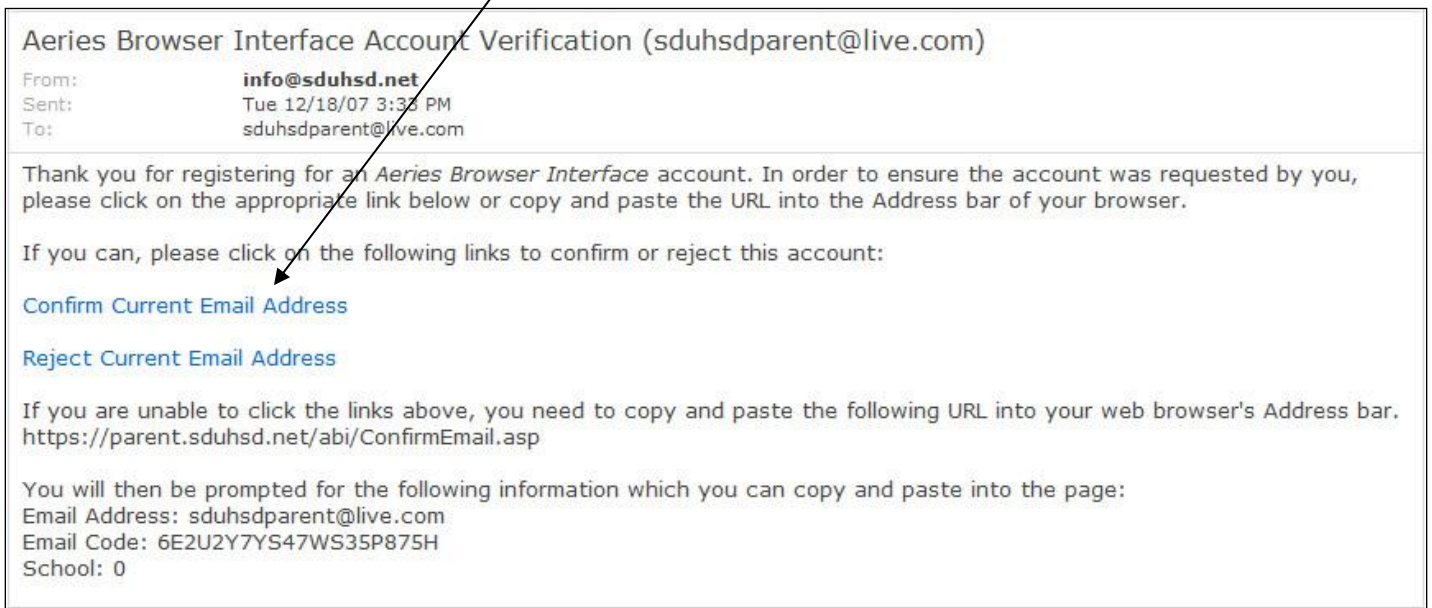 Aeries Browser Interface Account Verification (sduhsdparent@live.com)
From: info@sduhsd.net
Sent: Tue 12/18/07 3:33 PM
To: sduhsdparent@live.com
Thank you for registering for an Aeries Browser Interface account. In order to ensure the account was requested by you,
please click on the appropriate link below or copy and paste the URL into the Address bar of your browser.
If you can, please click on the following links to confirm or reject this account:
Confirm Current Email Address
Reject Current Email Address
If you are unable to click the links above, you need to copy and paste the following URL into your web browser's Address bar.
https://parent.sduhsd.net/abi/ConfirmEmail.asp
You will then be prompted for the following information which you can copy and paste into the page:
Email Address: sduhsdparent@live.com
Email Code: 6E2U2Y7YS47WS35P875H
School: 0